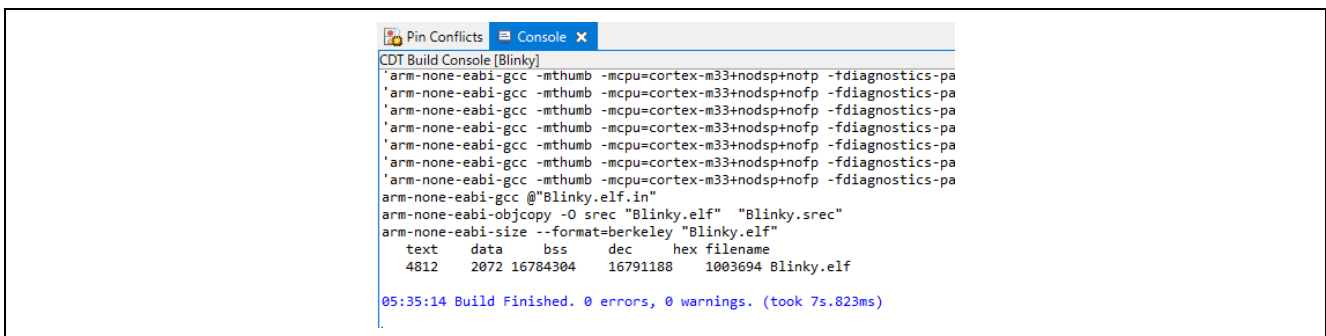 Pin Conflicts Console
CDT Build Console [Blinky]
'arm-none-eabi-gcc -mthumb -mcpu=cortex-m33+nodsp+nofp -fdiagnostics-pa
'arm-none-eabi-gcc -mthumb -mcpu=cortex-m33+nodsp+nofp -fdiagnostics-pa
'arm-none-eabi-gcc -mthumb -mcpu=cortex-m33+nodsp+nofp -fdiagnostics-pa
'arm-none-eabi-gcc -mthumb -mcpu=cortex-m33+nodsp+nofp -fdiagnostics-pa
'arm-none-eabi-gcc -mthumb -mcpu=cortex-m33+nodsp+nofp -fdiagnostics-pa
'arm-none-eabi-gcc -mthumb -mcpu=cortex-m33+nodsp+nofp -fdiagnostics-pa
'arm-none-eabi-gcc -mthumb -mcpu=cortex-m33+nodsp+nofp -fdiagnostics-pa
arm-none-eabi-gcc @"Blinky.elf.in"
arm-none-eabi-objcopy -O srec "Blinky.elf"  "Blinky.srec"
arm-none-eabi-size --format=berkeley "Blinky.elf"
text data bss dec hex filename
4812 2072 16784304 16791188 1003694 Blinky.elf
05:35:14 Build Finished. 0 errors, 0 warnings. (took 7s.823ms)